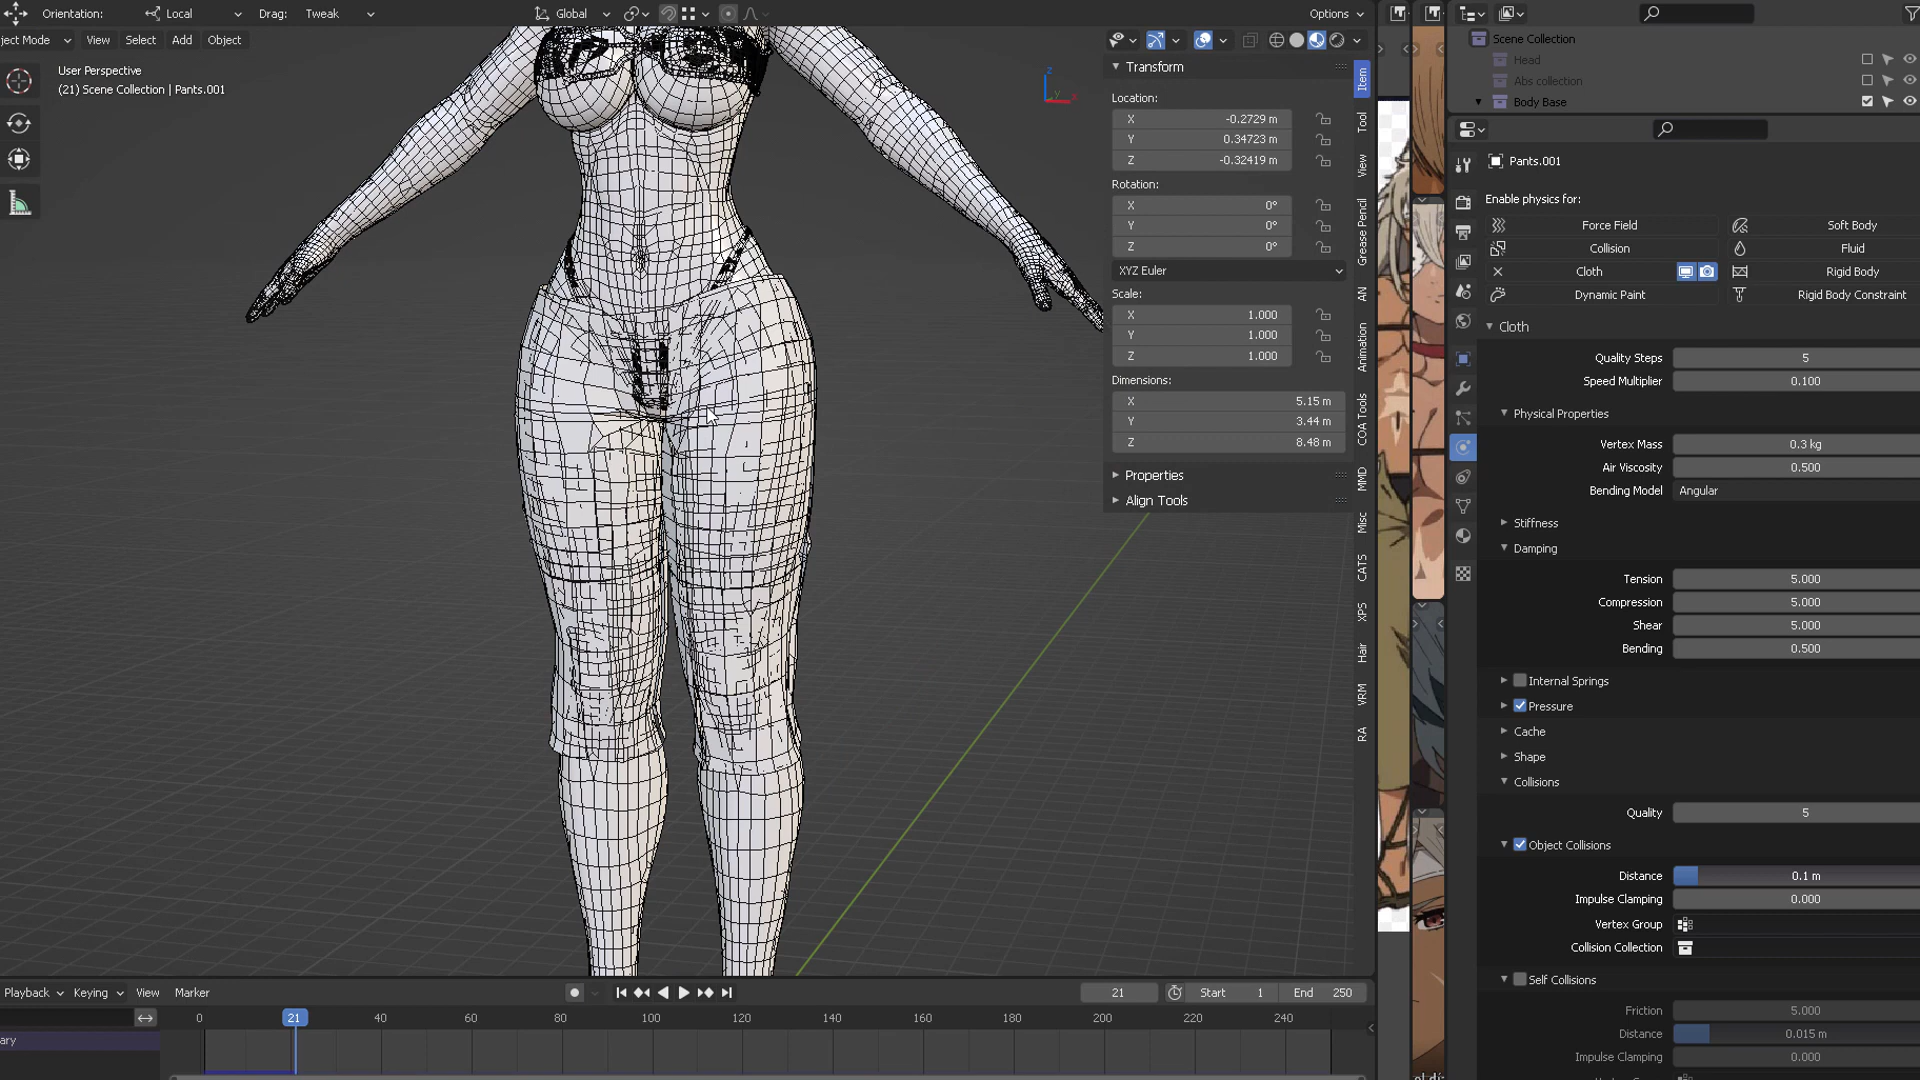 Orientation: Local Drag: Tweak Global Options
ject Mode View Select Add Object
User Perspective
(21) Scene Collection | Pants.001
Transform
Location:
X -0.2729 m
Y 0.34723 m
Z -0.32419 m
Rotation:
X 0°
Y 0°
Z 0°
XYZ Euler
Scale:
X 1.000
Y 1.000
Z 1.000
Dimensions:
X 5.15 m
Y 3.44 m
Z 8.48 m
Properties
Align Tools
Item
Tool
View
Grease Pencil
AN
Animation
COA Tools
MMD
Misc
CATS
XPS
Hair
VRM
RA
Scene Collection
Head
Abs collection
Body Base
Pants.001
Enable physics for:
Force Field Soft Body
Collision Fluid
Cloth Rigid Body
Dynamic Paint Rigid Body Constraint
Cloth
Quality Steps 5
Speed Multiplier 0.100
Physical Properties
Vertex Mass 0.3 kg
Air Viscosity 0.500
Bending Model Angular
Stiffness
Damping
Tension 5.000
Compression 5.000
Shear 5.000
Bending 0.500
Internal Springs
Pressure
Cache
Shape
Collisions
Quality 5
Object Collisions
Distance 0.1 m
Impulse Clamping 0.000
Vertex Group
Collision Collection
Self Collisions
Friction 5.000
Distance 0.015 m
Impulse Clamping 0.000
Playback Keying View Marker 21 Start 1 End 250
0 21 40 60 80 100 120 140 160 180 200 220 240
ary